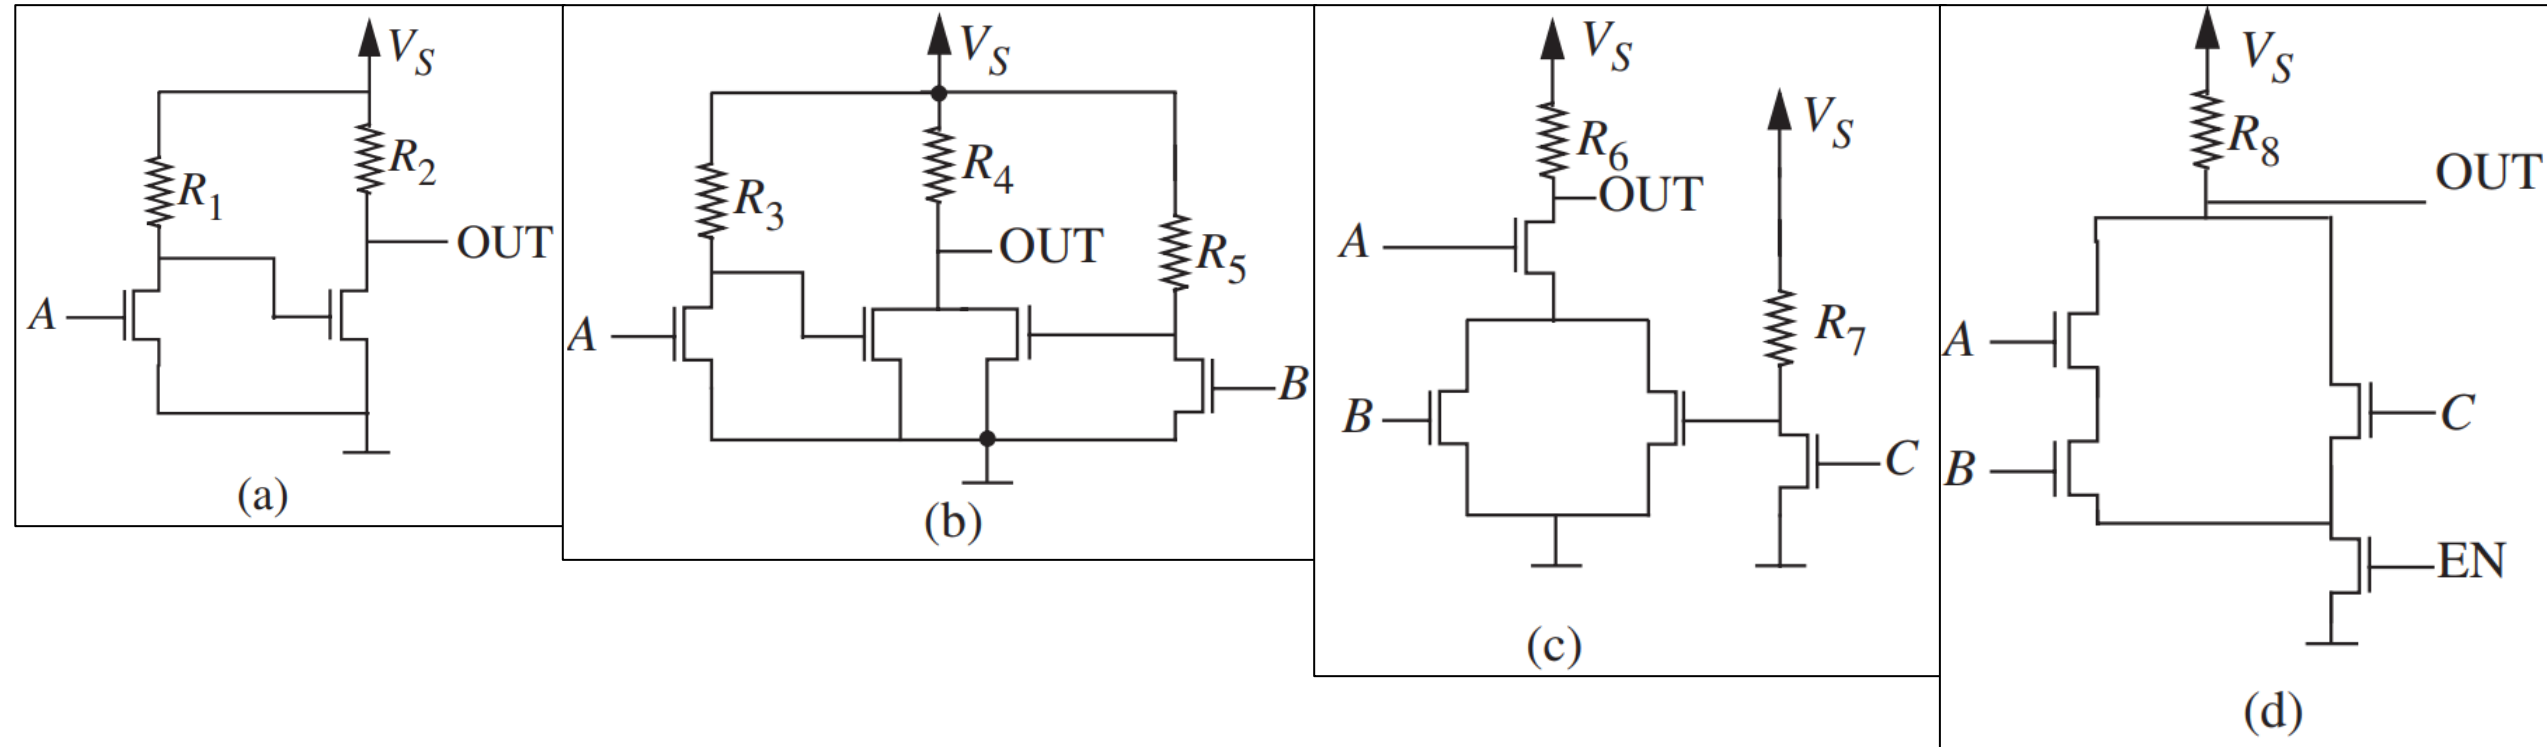 V_S
R_1
R_2
A
OUT
(a)
V_S
R_3
R_4
R_5
OUT
A
B
(b)
V_S
V_S
R_6
OUT
A
R_7
B
C
(c)
V_S
R_8
OUT
A
C
B
EN
(d)